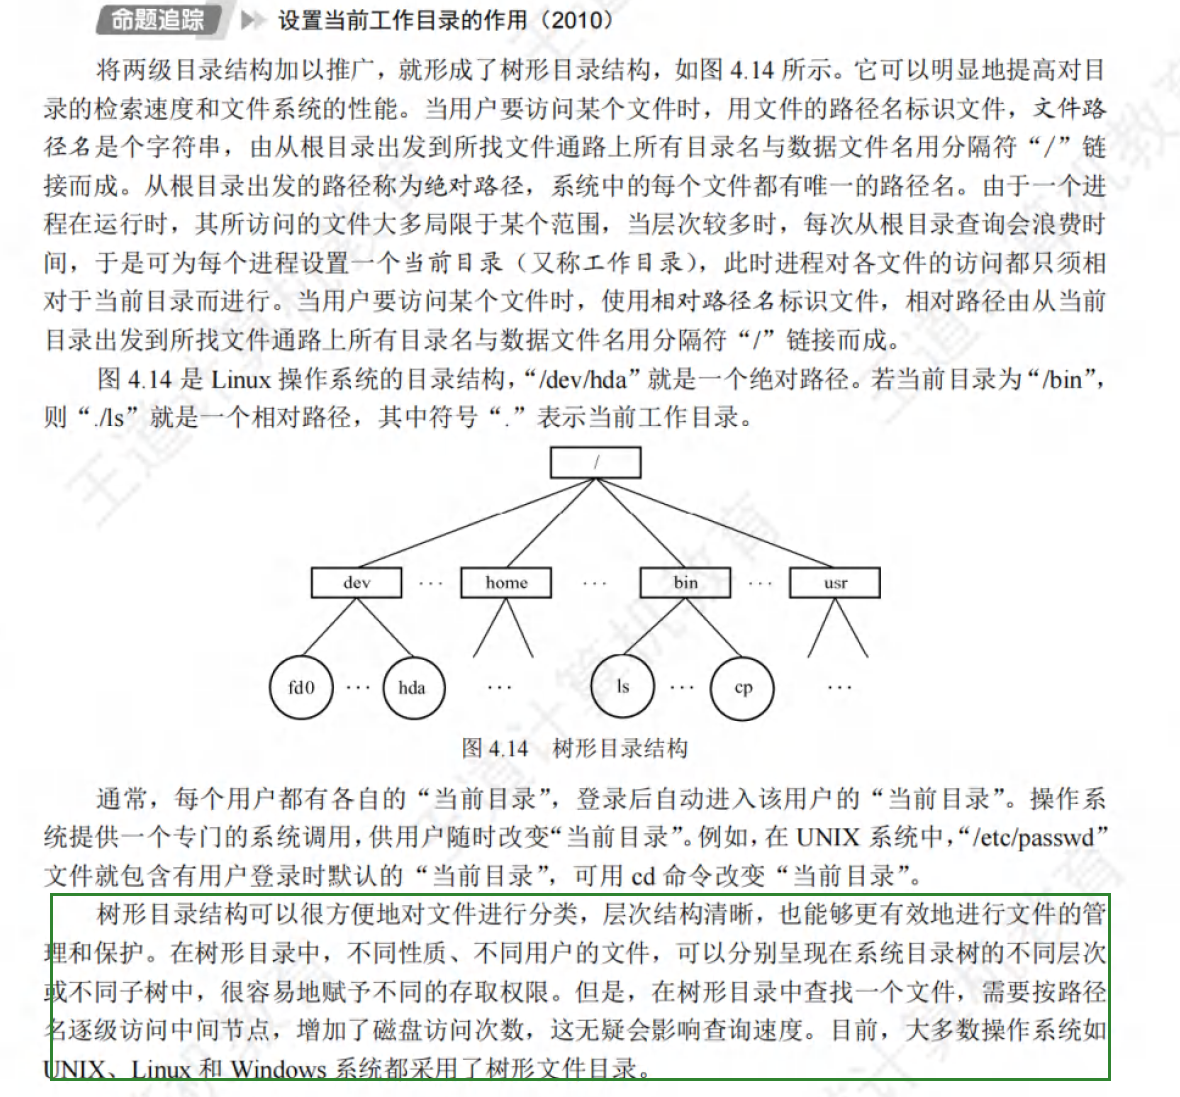 命题追踪 设置当前工作目录的作用（2010）
将两级目录结构加以推广，就形成了树形目录结构，如图 4.14 所示。它可以明显地提高对目
录的检索速度和文件系统的性能。当用户要访问某个文件时，用文件的路径名标识文件，文件路
径名是个字符串，由从根目录出发到所找文件通路上所有目录名与数据文件名用分隔符“/”链
接而成。从根目录出发的路径称为绝对路径，系统中的每个文件都有唯一的路径名。由于一个进
程在运行时，其所访问的文件大多局限于某个范围，当层次较多时，每次从根目录查询会浪费时
间，于是可为每个进程设置一个当前目录（又称工作目录），此时进程对各文件的访问都只须相
对于当前目录而进行。当用户要访问某个文件时，使用相对路径名标识文件，相对路径由从当前
目录出发到所找文件通路上所有目录名与数据文件名用分隔符“/”链接而成。
图 4.14 是 Linux 操作系统的目录结构，“/dev/hda”就是一个绝对路径。若当前目录为“/bin”，
则“./ls”就是一个相对路径，其中符号“.”表示当前工作目录。
/
dev ··· home ··· bin ··· usr
fd0 ··· hda ··· ls ··· cp ···
图 4.14 树形目录结构
通常，每个用户都有各自的“当前目录”，登录后自动进入该用户的“当前目录”。操作系
统提供一个专门的系统调用，供用户随时改变“当前目录”。例如，在 UNIX 系统中，“/etc/passwd”
文件就包含有用户登录时默认的“当前目录”，可用 cd 命令改变“当前目录”。
树形目录结构可以很方便地对文件进行分类，层次结构清晰，也能够更有效地进行文件的管
理和保护。在树形目录中，不同性质、不同用户的文件，可以分别呈现在系统目录树的不同层次
或不同子树中，很容易地赋予不同的存取权限。但是，在树形目录中查找一个文件，需要按路径
名逐级访问中间节点，增加了磁盘访问次数，这无疑会影响查询速度。目前，大多数操作系统如
UNIX、Linux 和 Windows 系统都采用了树形文件目录。
王道计算机教育